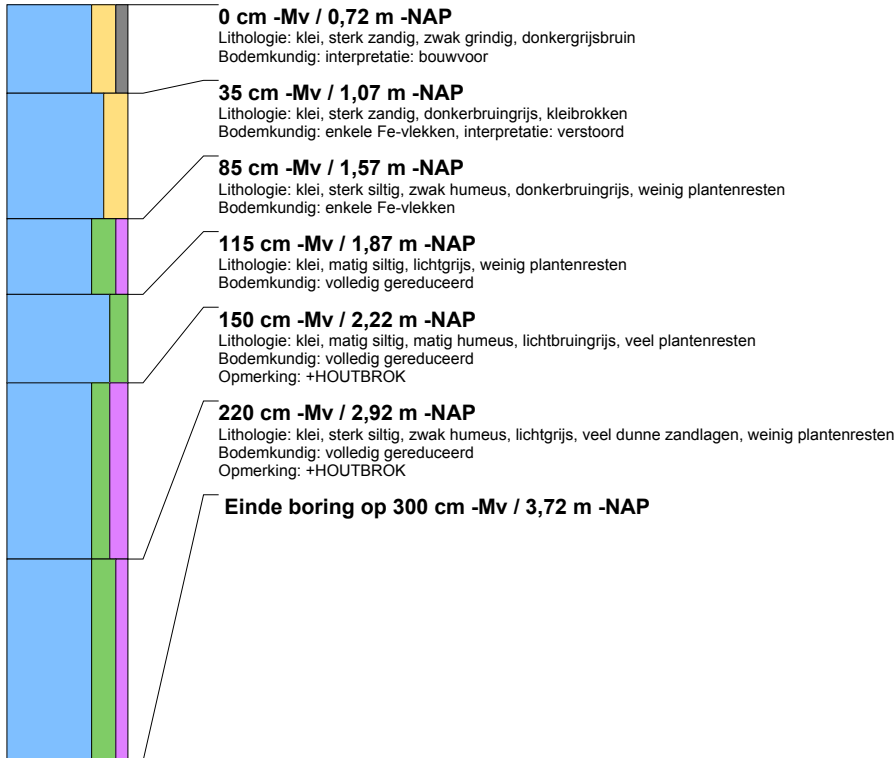 0 cm -Mv / 0,72 m -NAP
Lithologie: klei, sterk zandig, zwak grindig, donkergrijsbruin
Bodemkundig: interpretatie: bouwvoor
35 cm -Mv / 1,07 m -NAP
Lithologie: klei, sterk zandig, donkerbruingrijs, kleibrokken
Bodemkundig: enkele Fe-vlekken, interpretatie: verstoord
85 cm -Mv / 1,57 m -NAP
Lithologie: klei, sterk siltig, zwak humeus, donkerbruingrijs, weinig plantenresten
Bodemkundig: enkele Fe-vlekken
115 cm -Mv / 1,87 m -NAP
Lithologie: klei, matig siltig, lichtgrijs, weinig plantenresten
Bodemkundig: volledig gereduceerd
150 cm -Mv / 2,22 m -NAP
Lithologie: klei, matig siltig, matig humeus, lichtbruingrijs, veel plantenresten
Bodemkundig: volledig gereduceerd
Opmerking: +HOUTBROK
220 cm -Mv / 2,92 m -NAP
Lithologie: klei, sterk siltig, zwak humeus, lichtgrijs, veel dunne zandlagen, weinig plantenresten
Bodemkundig: volledig gereduceerd
Opmerking: +HOUTBROK
Einde boring op 300 cm -Mv / 3,72 m -NAP